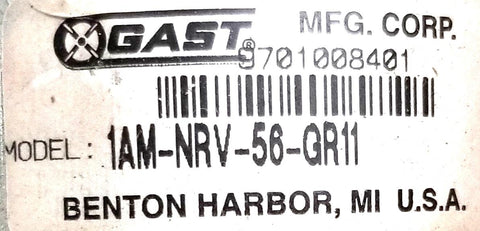 GAST® MFG. CORP.
9701008401
MODEL: 1AM-NRV-56-GR11
BENTON HARBOR, MI U.S.A.